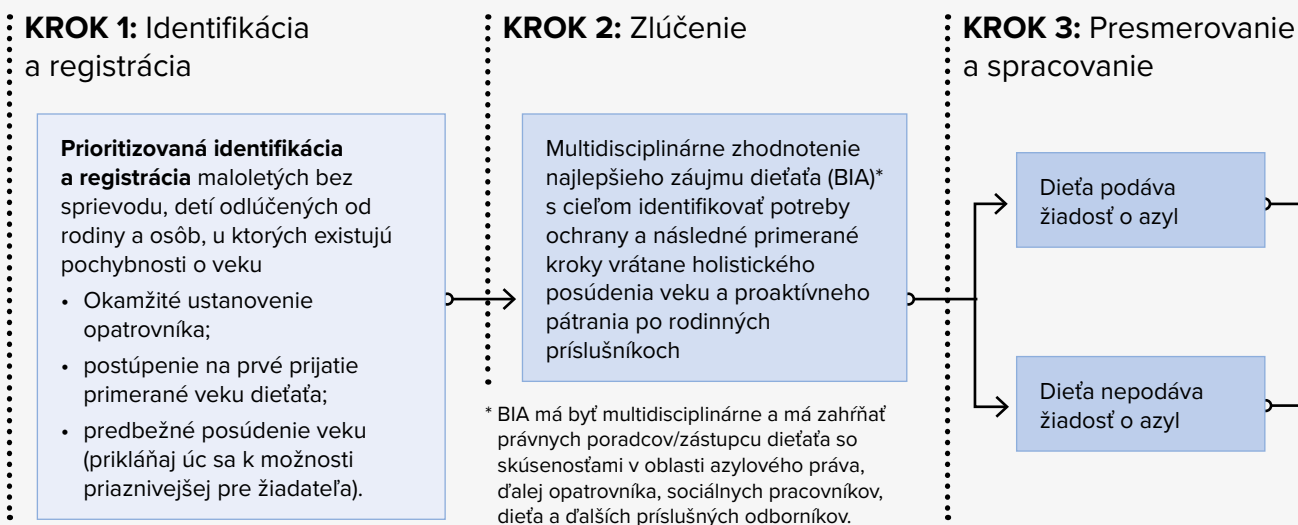 KROK 1: Identifikácia
a registrácia
Prioritizovaná identifikácia
a registrácia maloletých bez
sprievodu, detí odlúčených od
rodiny a osôb, u ktorých existujú
pochybnosti o veku
• Okamžité ustanovenie
opatrovníka;
• postúpenie na prvé prijatie
primerané veku dieťaťa;
• predbežné posúdenie veku
(prikláňaj úc sa k možnosti
priaznivejšej pre žiadateľa).
KROK 2: Zlúčenie
Multidisciplinárne zhodnotenie
najlepšieho záujmu dieťaťa (BIA)*
s cieľom identifikovať potreby
ochrany a následné primerané
kroky vrátane holistického
posúdenia veku a proaktívneho
pátrania po rodinných
príslušníkoch
* BIA má byť multidisciplinárne a má zahŕňať
právnych poradcov/zástupcu dieťaťa so
skúsenosťami v oblasti azylového práva,
ďalej opatrovníka, sociálnych pracovníkov,
dieťa a ďalších príslušných odborníkov.
KROK 3: Presmerovanie
a spracovanie
Dieťa podáva
žiadosť o azyl
Dieťa nepodáva
žiadosť o azyl